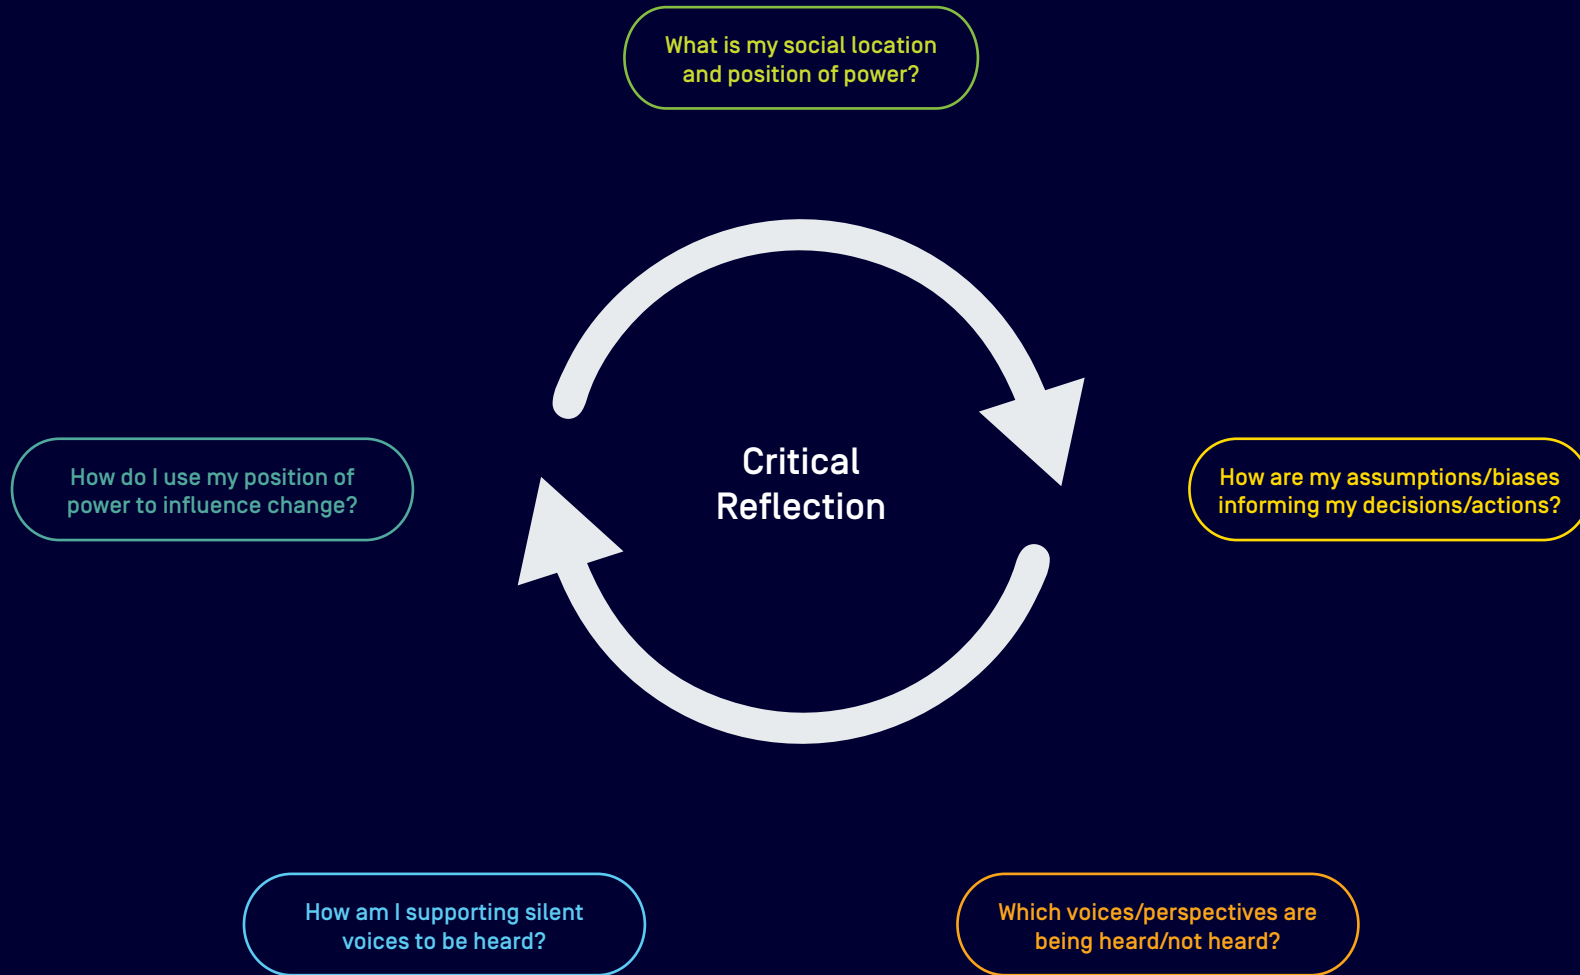 What is my social location
and position of power?
How do I use my position of
power to influence change?
Critical
Reflection
How are my assumptions/biases
informing my decisions/actions?
How am I supporting silent
voices to be heard?
Which voices/perspectives are
being heard/not heard?